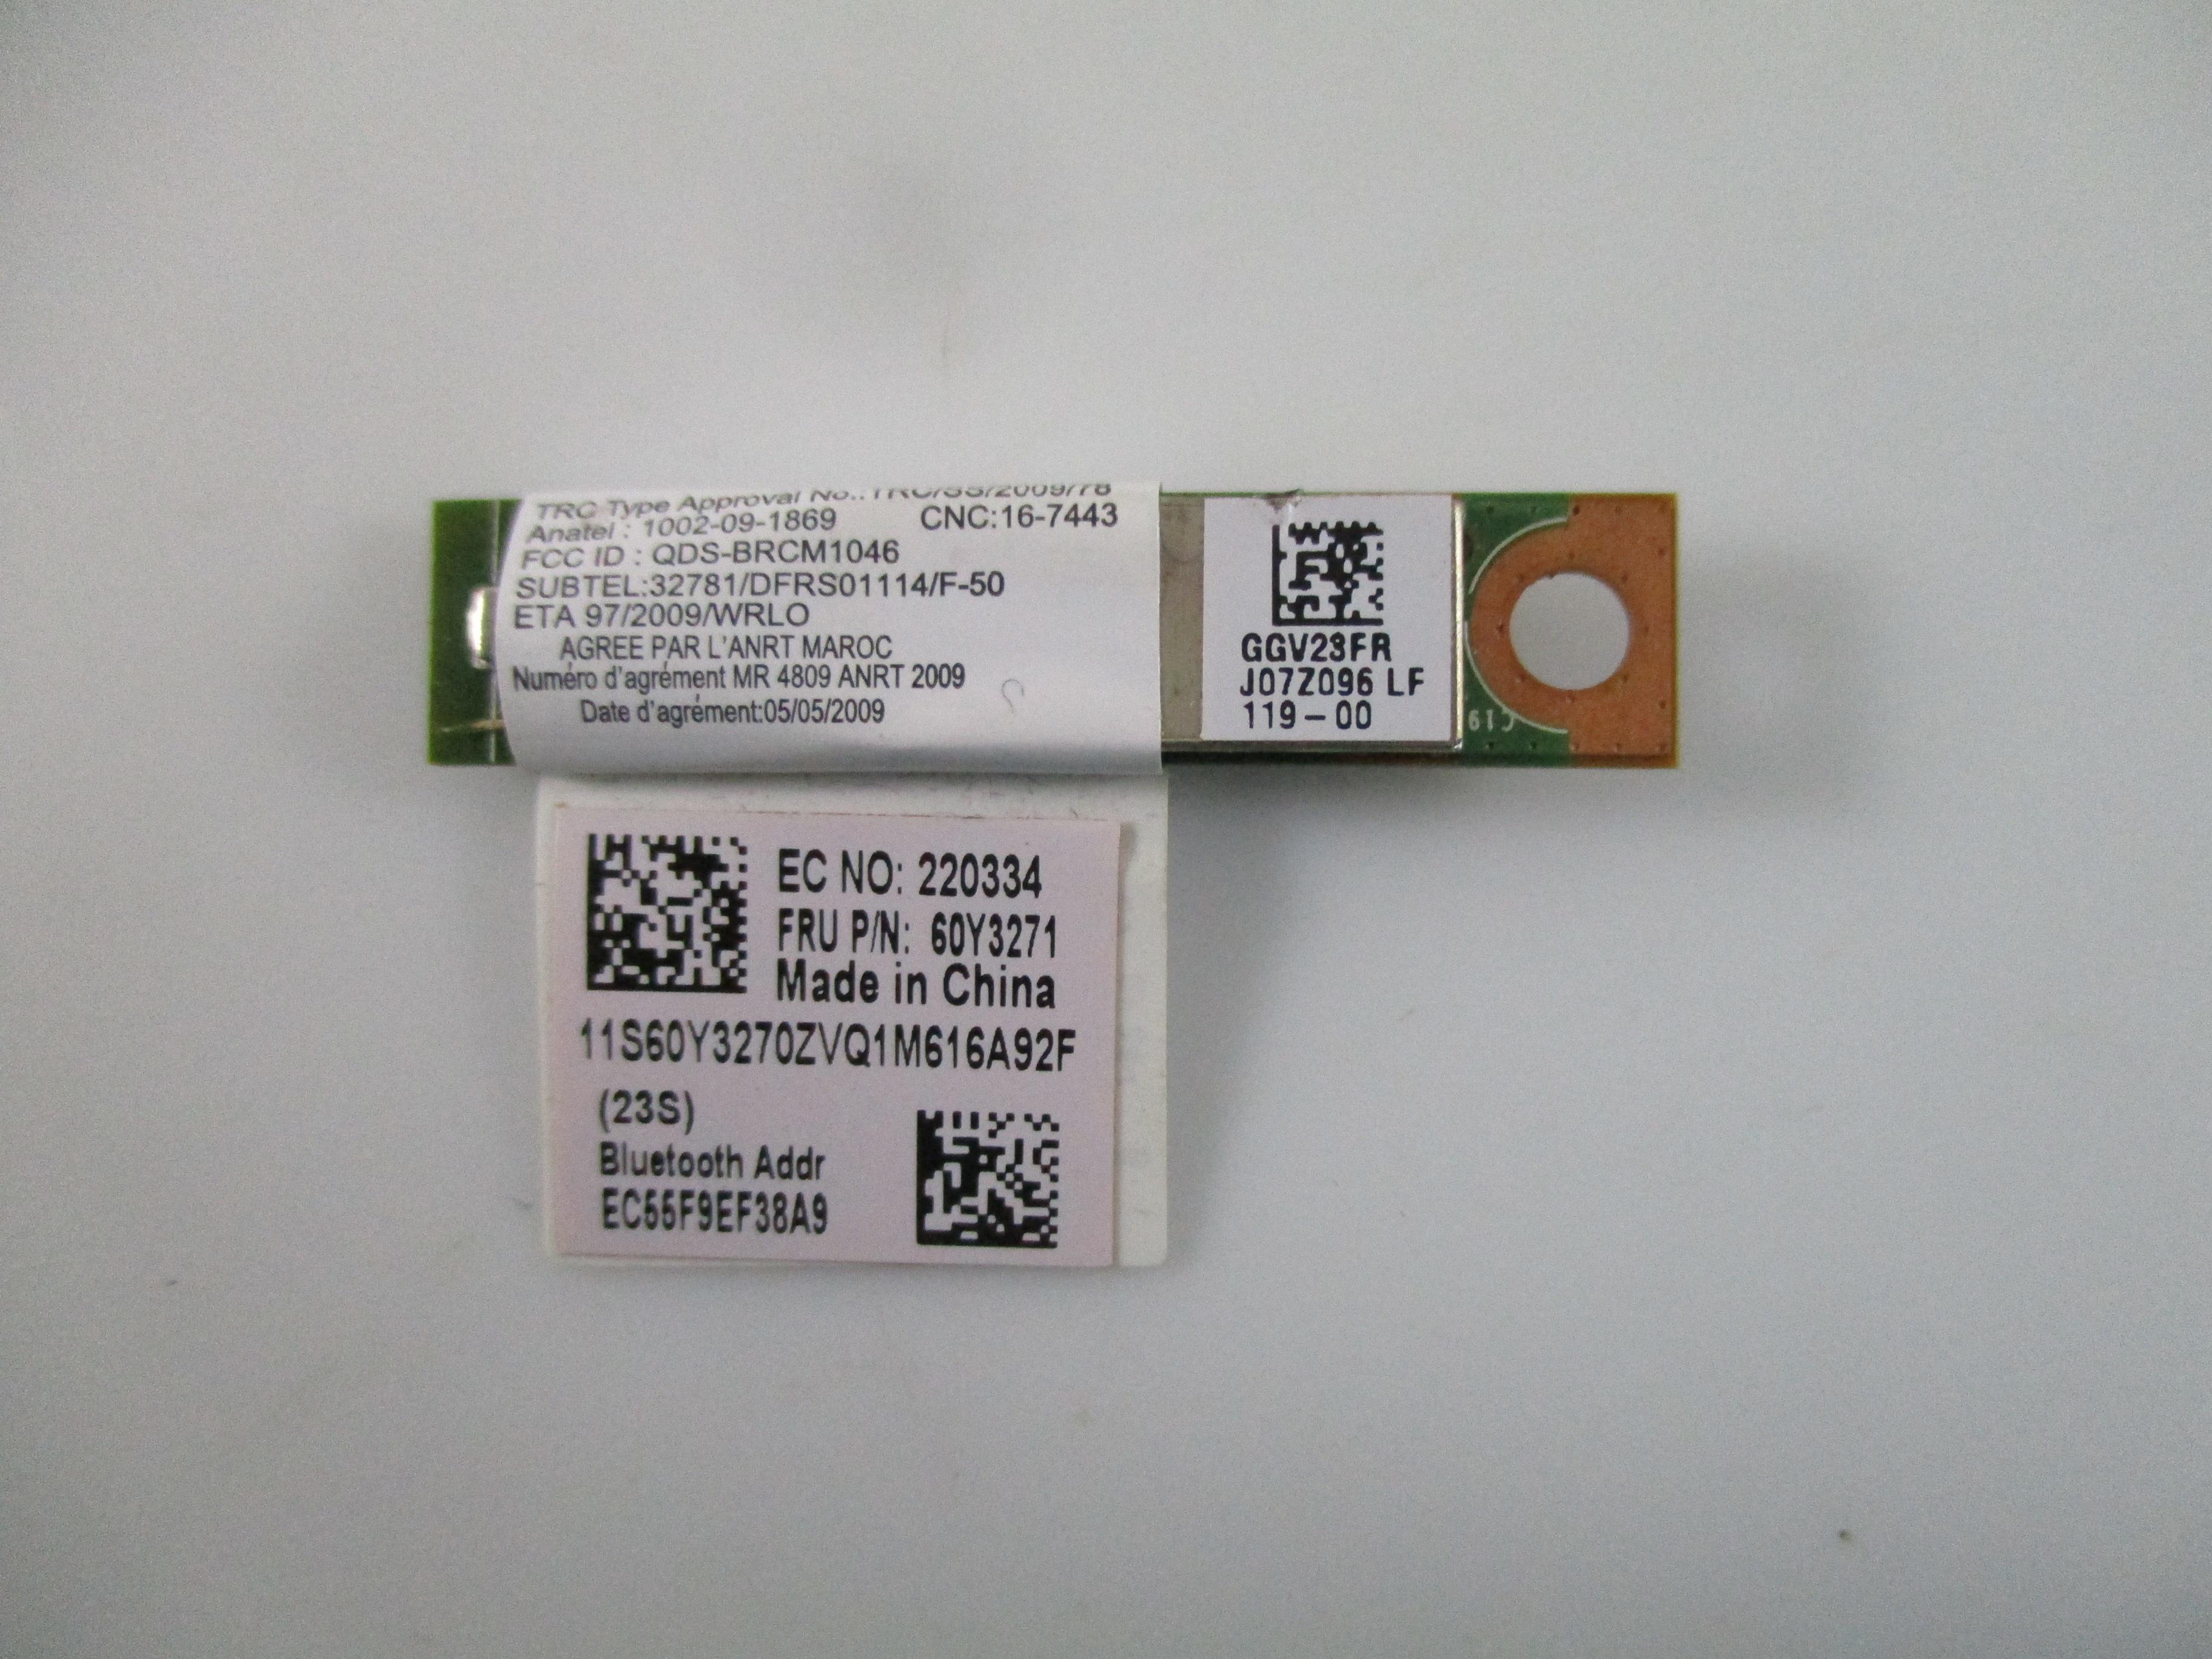 TRC Type Approval No.:TRC/SS/2009/78
Anatel : 1002-09-1869 CNC:16-7443
FCC ID : QDS-BRCM1046
SUBTEL:32781/DFRS01114/F-50
ETA 97/2009/WRLO
AGREE PAR L'ANRT MAROC
Numéro d'agrément MR 4809 ANRT 2009
Date d'agrément:05/05/2009
GGV23FR
J07Z096 LF
119-00
C19
EC NO: 220334
FRU P/N: 60Y3271
Made in China
11S60Y3270ZVQ1M616A92F
(23S)
Bluetooth Addr
EC55F9EF38A9